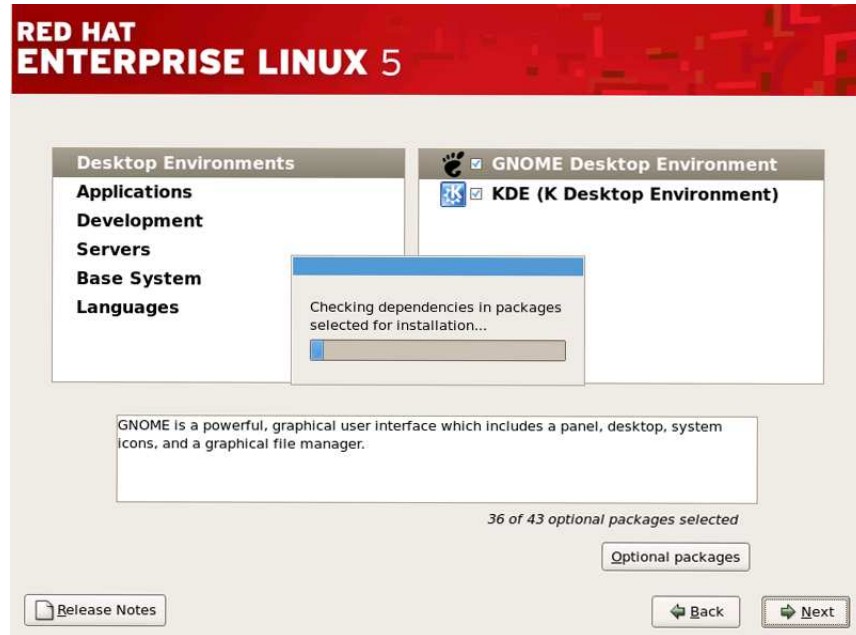 RED HAT
ENTERPRISE LINUX 5
Desktop Environments
Applications
Development
Servers
Base System
Languages
GNOME Desktop Environment
KDE (K Desktop Environment)
Checking dependencies in packages
selected for installation...
GNOME is a powerful, graphical user interface which includes a panel, desktop, system
icons, and a graphical file manager.
36 of 43 optional packages selected
Optional packages
Release Notes
Back
Next